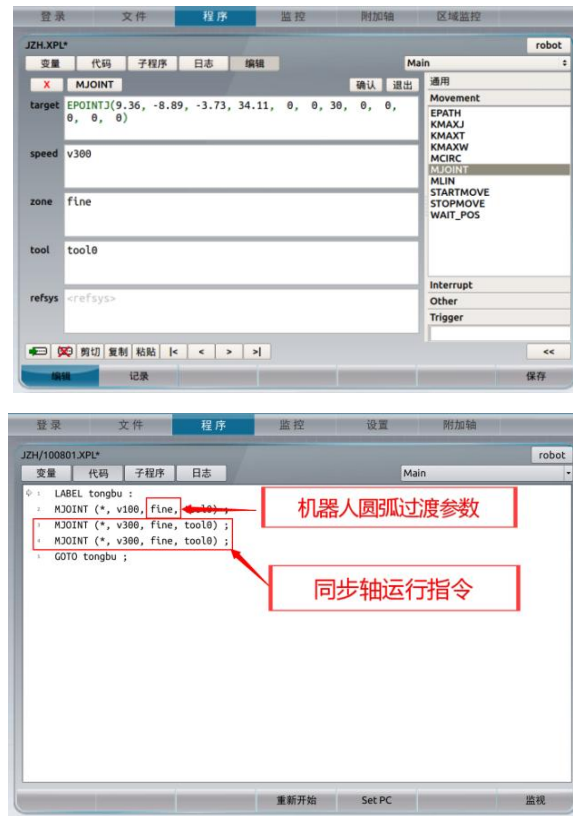 登录 文件 程序 监控 附加轴 区域监控
JZH.XPL* robot
变量 代码 子程序 日志 编辑 Main
X MJOINT 确认 退出 通用
Movement
target EPOINTJ(9.36, -8.89, -3.73, 34.11, 0, 0, 30, 0, 0,
0, 0, 0)
EPATH
KMAXJ
KMAXT
KMAXW
MCIRC
MJOINT
MLIN
STARTMOVE
STOPMOVE
WAIT_POS
speed v300
zone fine
tool tool0
refsys <refsys>
Interrupt
Other
Trigger
剪切 复制 粘贴 |< < > >| <<
编辑 记录 保存
登录 文件 程序 监控 设置 附加轴
JZH/100801.XPL* robot
变量 代码 子程序 日志 Main
1 LABEL tongbu :
2 MJOINT (*, v100, fine, tool0) ;
3 MJOINT (*, v300, fine, tool0) ;
4 MJOINT (*, v300, fine, tool0) ;
5 GOTO tongbu ;
机器人圆弧过渡参数
同步轴运行指令
重新开始 Set PC 监视